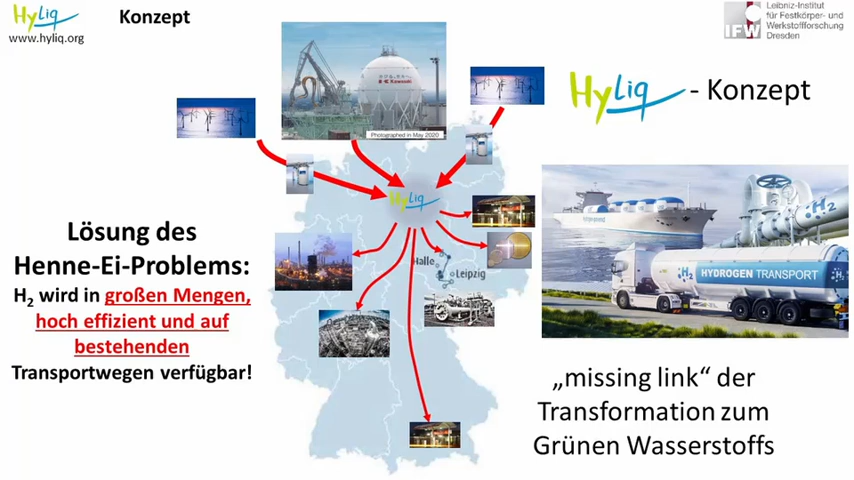 HyLiq
www.hyliq.org
Konzept
Leibniz-Institut
für Festkörper- und
Werkstoffforschung
Dresden
IFW
Kawasaki
Photographed in May 2020
HyLiq - Konzept
HyLiq
Halle
Leipzig
Lösung des
Henne-Ei-Problems:
H₂ wird in großen Mengen,
hoch effizient und auf
bestehenden
Transportwegen verfügbar!
H₂
H₂ HYDROGEN TRANSPORT
„missing link“ der
Transformation zum
Grünen Wasserstoffs